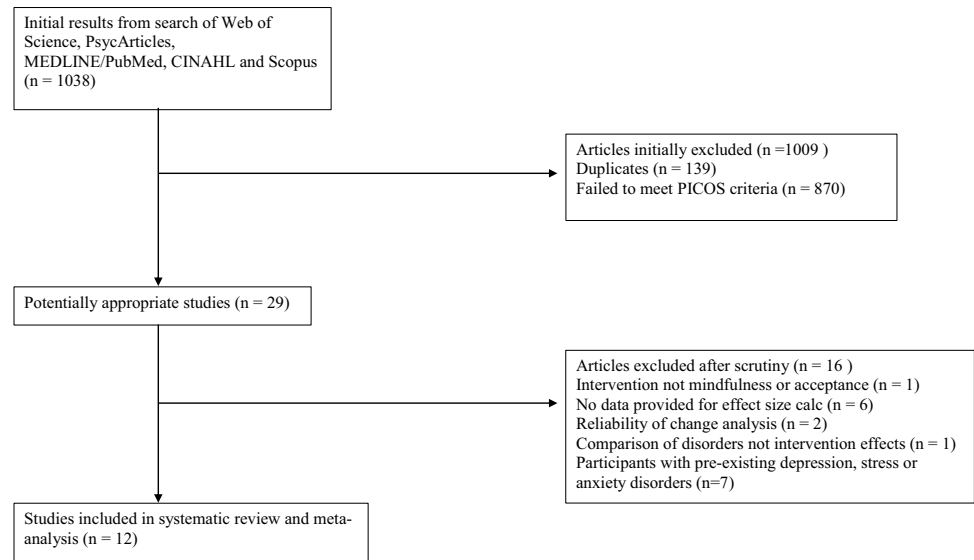 Initial results from search of Web of
Science, PsycArticles,
MEDLINE/PubMed, CINAHL and Scopus
(n = 1038)
Articles initially excluded (n =1009 )
Duplicates (n = 139)
Failed to meet PICOS criteria (n = 870)
Potentially appropriate studies (n = 29)
Articles excluded after scrutiny (n = 16 )
Intervention not mindfulness or acceptance (n = 1)
No data provided for effect size calc (n = 6)
Reliability of change analysis (n = 2)
Comparison of disorders not intervention effects (n = 1)
Participants with pre-existing depression, stress or
anxiety disorders (n=7)
Studies included in systematic review and meta-
analysis (n = 12)